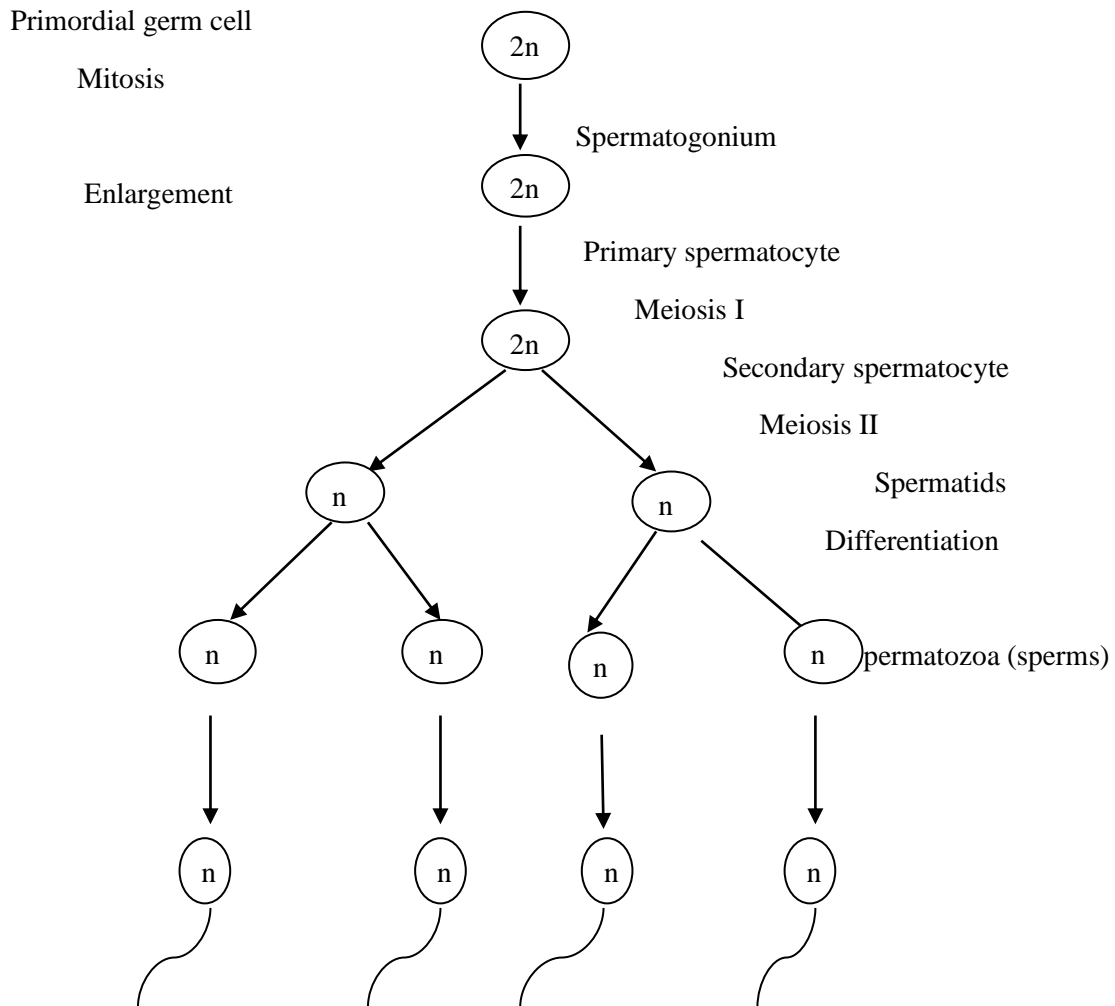 Primordial germ cell
2n
Mitosis
Spermatogonium
2n
Enlargement
Primary spermatocyte
Meiosis I
2n
Secondary spermatocyte
Meiosis II
n
n
Spermatids
Differentiation
n
n
n
n
permatozoa (sperms)
n
n
n
n